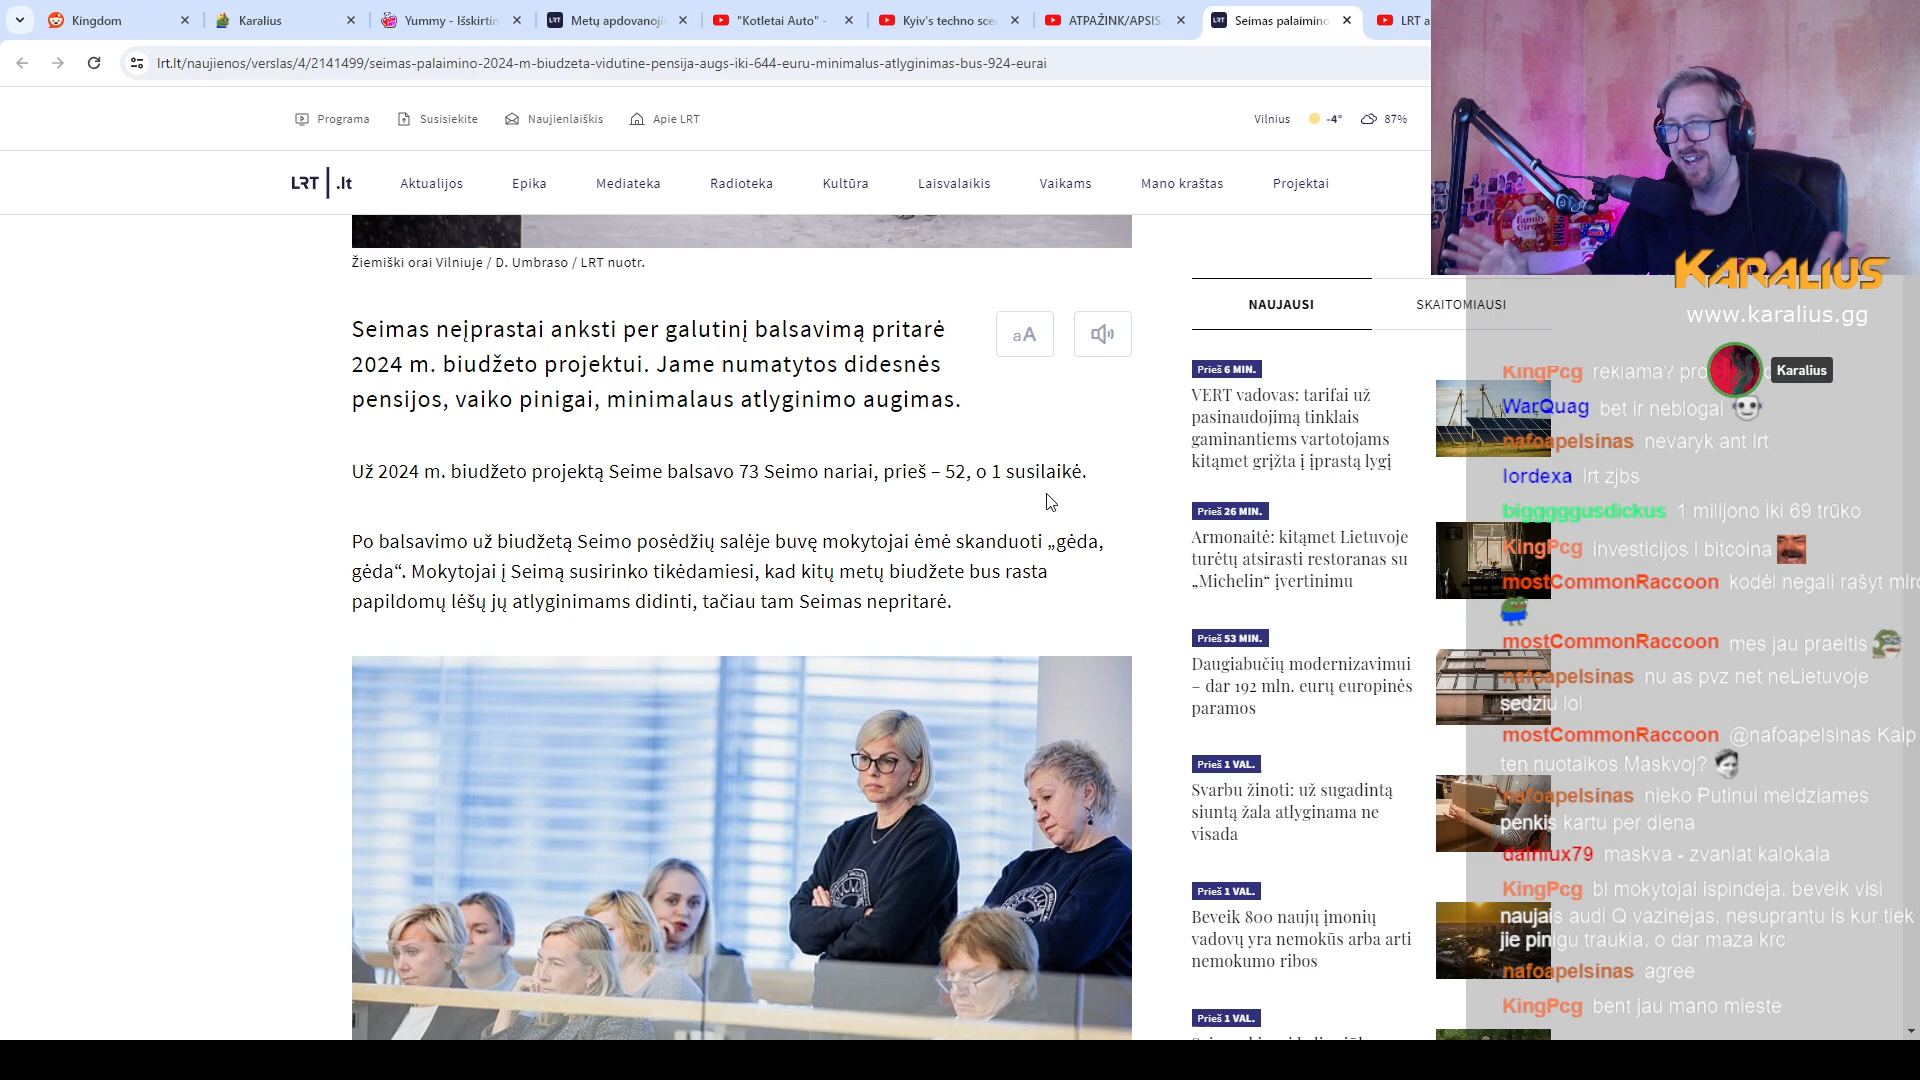 Kingdom
Karalius
Yummy - Išskirtin
Metų apdovanoji
"Kotletai Auto" -
Kyiv's techno sce
ATPAŽINK/APSIS
Seimas palaimino
LRT a
lrt.lt/naujienos/verslas/4/2141499/seimas-palaimino-2024-m-biudzeta-vidutine-pensija-augs-iki-644-euru-minimalus-atlyginimas-bus-924-eurai
Programa
Susisiekite
Naujienlaiškis
Apie LRT
Vilnius
-4°
87%
LRT .lt
Aktualijos
Epika
Mediateka
Radioteka
Kultūra
Laisvalaikis
Vaikams
Mano kraštas
Projektai
Žiemiški orai Vilniuje / D. Umbraso / LRT nuotr.
Seimas neįprastai anksti per galutinį balsavimą pritarė
2024 m. biudžeto projektui. Jame numatytos didesnės
pensijos, vaiko pinigai, minimalaus atlyginimo augimas.
aA
Už 2024 m. biudžeto projektą Seime balsavo 73 Seimo nariai, prieš – 52, o 1 susilaikė.
Po balsavimo už biudžetą Seimo posėdžių salėje buvę mokytojai ėmė skanduoti „gėda,
gėda“. Mokytojai į Seimą susirinko tikėdamiesi, kad kitų metų biudžete bus rasta
papildomų lėšų jų atlyginimams didinti, tačiau tam Seimas nepritarė.
NAUJAUSI
SKAITOMIAUSI
Prieš 6 MIN.
VERT vadovas: tarifai už
pasinaudojimą tinklais
gaminantiems vartotojams
kitąmet grįžta į įprastą lygį
Prieš 26 MIN.
Armonaitė: kitąmet Lietuvoje
turėtų atsirasti restoranas su
„Michelin“ įvertinimu
Prieš 53 MIN.
Daugiabučių modernizavimui
– dar 192 mln. eurų europinės
paramos
Prieš 1 VAL.
Svarbu žinoti: už sugadintą
siuntą žala atlyginama ne
visada
Prieš 1 VAL.
Beveik 800 naujų įmonių
vadovų yra nemokūs arba arti
nemokumo ribos
Prieš 1 VAL.
family
Circle
PRIME
KARALIUS
www.karalius.gg
Karalius
KingPcg reklama? pro
WarQuag bet ir neblogai
nafoapelsinas nevaryk ant lrt
lordexa lrt zjbs
bigggggusdickus 1 milijono iki 69 trūko
KingPcg investicijos i bitcoina
mostCommonRaccoon kodėl negali rašyt
mostCommonRaccoon mes jau praeitis
nafoapelsinas nu as pvz net neLietuvoje
sedziu lol
mostCommonRaccoon @nafoapelsinas Kaip
ten nuotaikos Maskvoj?
nafoapelsinas nieko Putinui meldziames
penkis kartu per diena
dainiux79 maskva - zvaniat kalokala
KingPcg bl mokytojai ispindeja. beveik visi
naujais audi Q vazinejas. nesuprantu is kur tiek
jie pinigu traukia. o dar maza krc
nafoapelsinas agree
KingPcg bent jau mano mieste